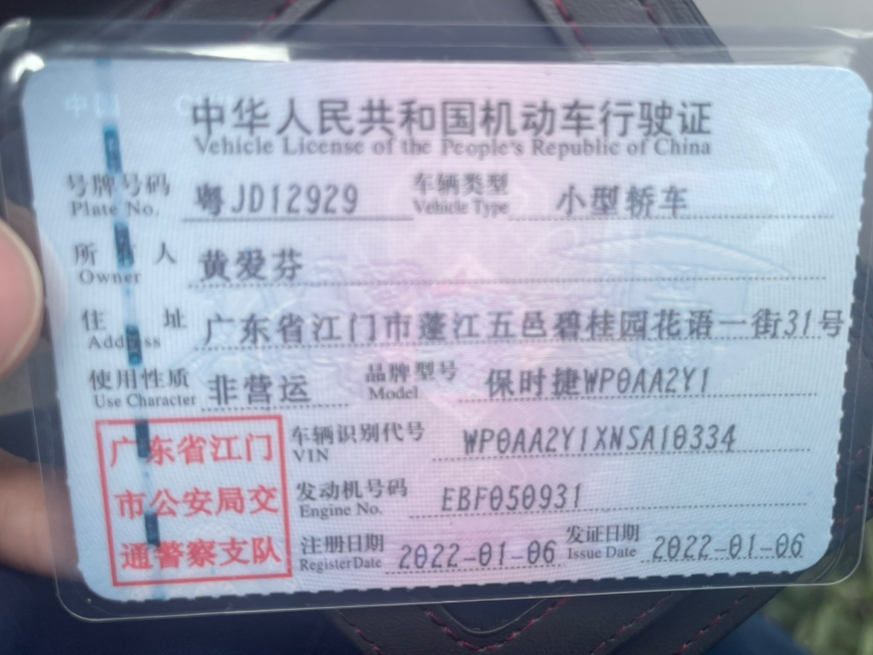 中华人民共和国机动车行驶证
Vehicle License of the People's Republic of China
号牌号码 粤JD12929 车辆类型 小型轿车
Plate No. Vehicle Type
所 人 黄爱芬
Owner
住 址 广东省江门市蓬江五邑碧桂园花语一街31号
Address
使用性质 非营运 品牌型号 保时捷WP0AA2Y1
Use Character Model
广东省江门
市公安局交
通警察支队
车辆识别代号 WP0AA2Y1XNSA10334
VIN
发动机号码 EBF050931
Engine No.
注册日期 2022-01-06 发证日期 2022-01-06
Register Date Issue Date